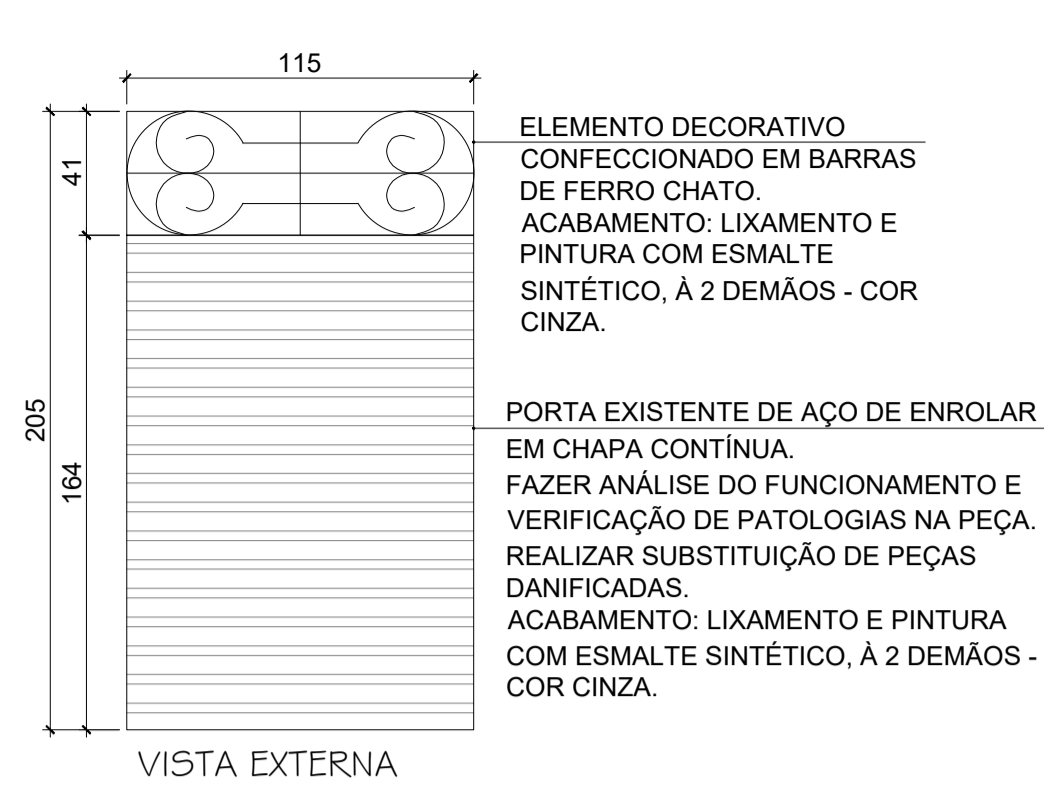 115
41
205
164
ELEMENTO DECORATIVO
CONFECCIONADO EM BARRAS
DE FERRO CHATO.
ACABAMENTO: LIXAMENTO E
PINTURA COM ESMALTE
SINTÉTICO, À 2 DEMÃOS - COR
CINZA.
PORTA EXISTENTE DE AÇO DE ENROLAR
EM CHAPA CONTÍNUA.
FAZER ANÁLISE DO FUNCIONAMENTO E
VERIFICAÇÃO DE PATOLOGIAS NA PEÇA.
REALIZAR SUBSTITUIÇÃO DE PEÇAS
DANIFICADAS.
ACABAMENTO: LIXAMENTO E PINTURA
COM ESMALTE SINTÉTICO, À 2 DEMÃOS -
COR CINZA.
VISTA EXTERNA